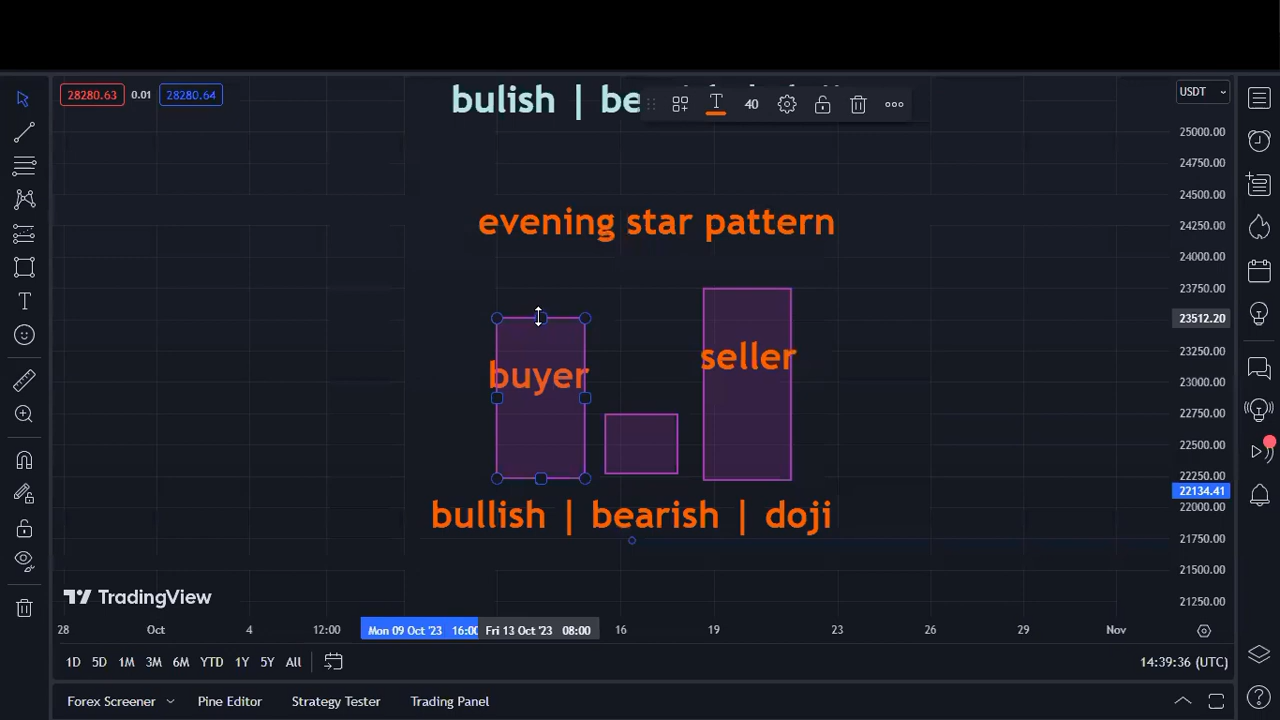 28280.63 0.01 28280.64
bulish | be
40
USDT
25000.00
24750.00
24500.00
evening star pattern
24250.00
24000.00
23750.00
23512.20
seller
23250.00
buyer
23000.00
22750.00
22500.00
22250.00
22134.41
bullish | bearish | doji
22000.00
21750.00
21500.00
TradingView
21250.00
28 Oct 4 12:00 Mon 09 Oct '23 16:00 Fri 13 Oct '23 08:00 16 19 23 26 29 Nov
1D 5D 1M 3M 6M YTD 1Y 5Y All 14:39:36 (UTC)
Forex Screener Pine Editor Strategy Tester Trading Panel